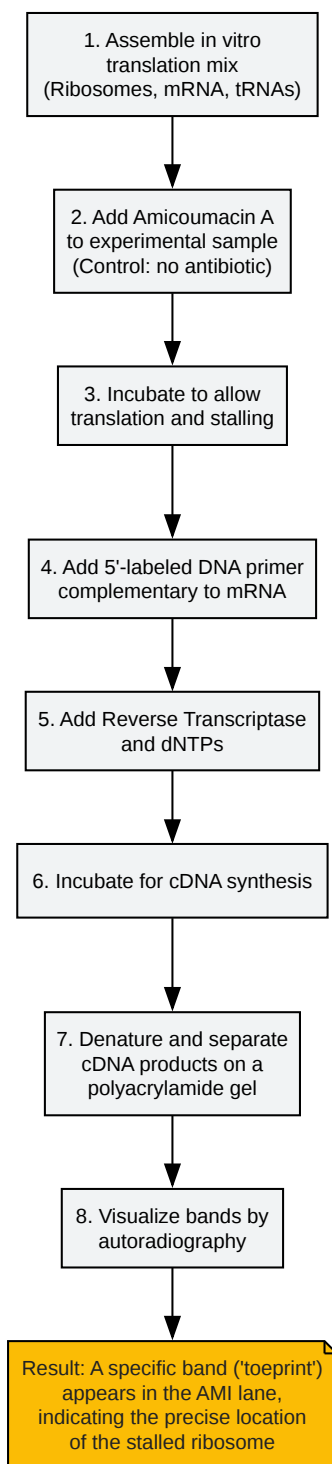 1. Assemble in vitro
translation mix
(Ribosomes, mRNA, tRNAs)
2. Add Amicoumacin A
to experimental sample
(Control: no antibiotic)
3. Incubate to allow
translation and stalling
4. Add 5'-labeled DNA primer
complementary to mRNA
5. Add Reverse Transcriptase
and dNTPs
6. Incubate for cDNA synthesis
7. Denature and separate
cDNA products on a
polyacrylamide gel
8. Visualize bands by
autoradiography
Result: A specific band ('toeprint')
appears in the AMI lane,
indicating the precise location
of the stalled ribosome